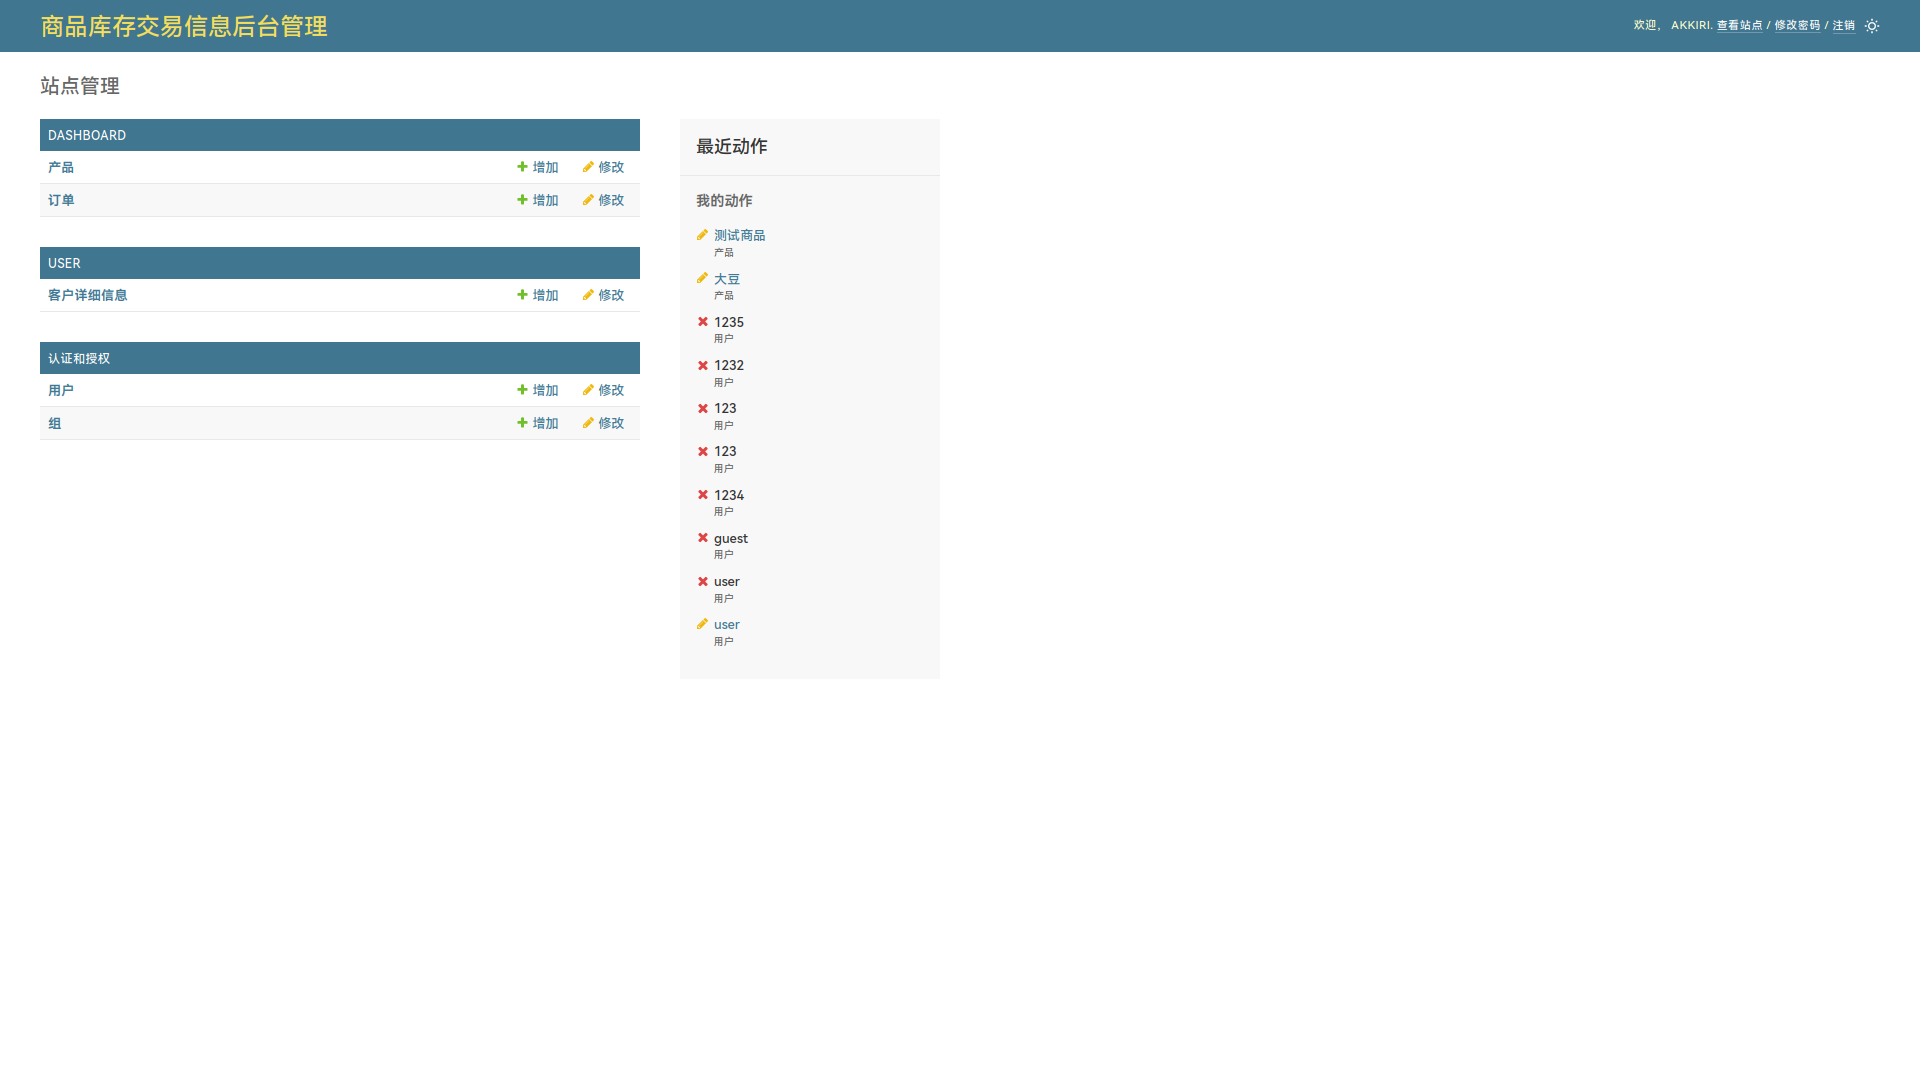 商品库存交易信息后台管理
欢迎， AKKIRI. 查看站点 / 修改密码 / 注销
站点管理
DASHBOARD
产品 增加 修改
订单 增加 修改
USER
客户详细信息 增加 修改
认证和授权
用户 增加 修改
组 增加 修改
最近动作
我的动作
测试商品
产品
大豆
产品
1235
用户
1232
用户
123
用户
123
用户
1234
用户
guest
用户
user
用户
user
用户